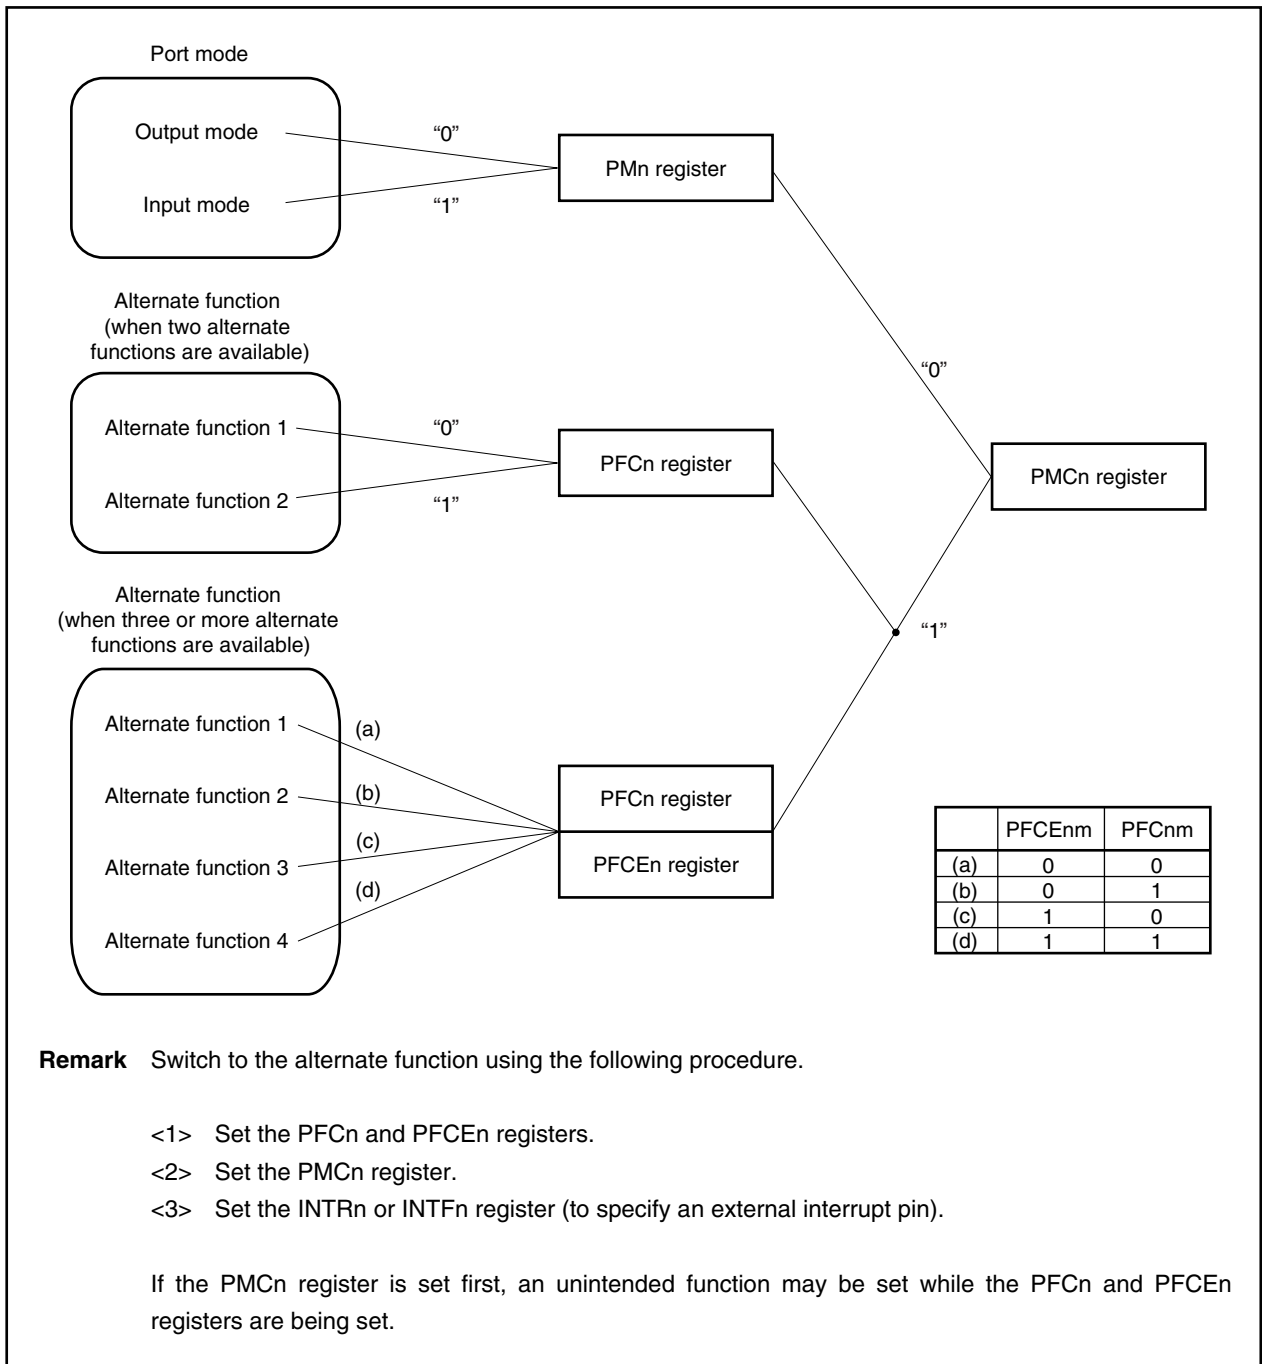 Port mode
Output mode
“0”
PMn register
Input mode
“1”
Alternate function
(when two alternate
functions are available)
“0”
Alternate function 1
“0”
PFCn register
PMCn register
Alternate function 2
“1”
Alternate function
(when three or more alternate
functions are available)
“1”
Alternate function 1
(a)
Alternate function 2
(b)
PFCn register
(c)
Alternate function 3
PFCEn register
(d)
Alternate function 4
PFCEnm PFCnm
(a) 0 0
(b) 0 1
(c) 1 0
(d) 1 1
Remark Switch to the alternate function using the following procedure.
<1> Set the PFCn and PFCEn registers.
<2> Set the PMCn register.
<3> Set the INTRn or INTFn register (to specify an external interrupt pin).
If the PMCn register is set first, an unintended function may be set while the PFCn and PFCEn
registers are being set.